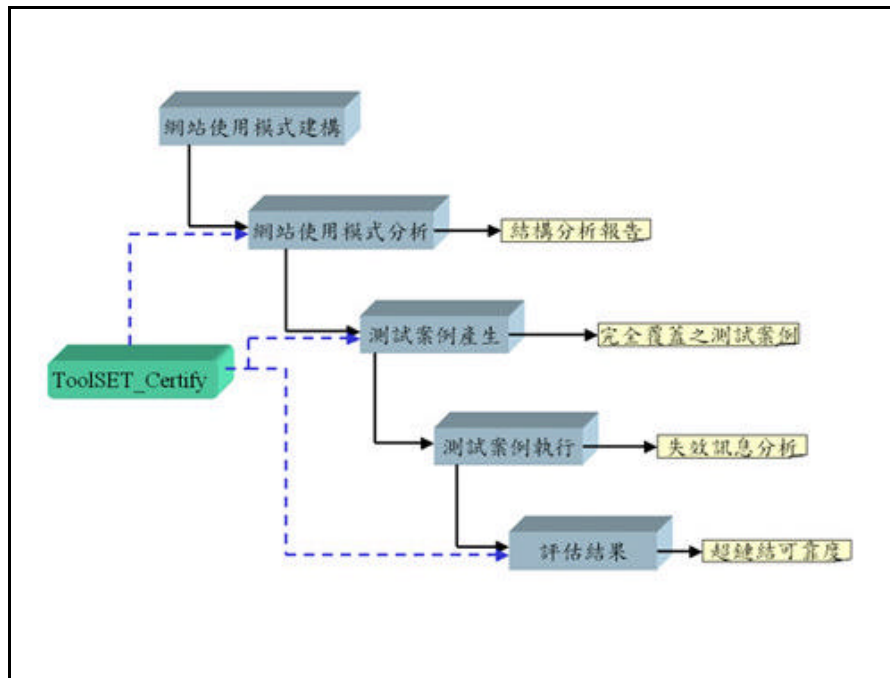 網站使用模式建構
網站使用模式分析
結構分析報告
測試案例產生
完全覆蓋之測試案例
ToolSET_Certify
測試案例執行
失效訊息分析
評估結果
超鏈結可靠度